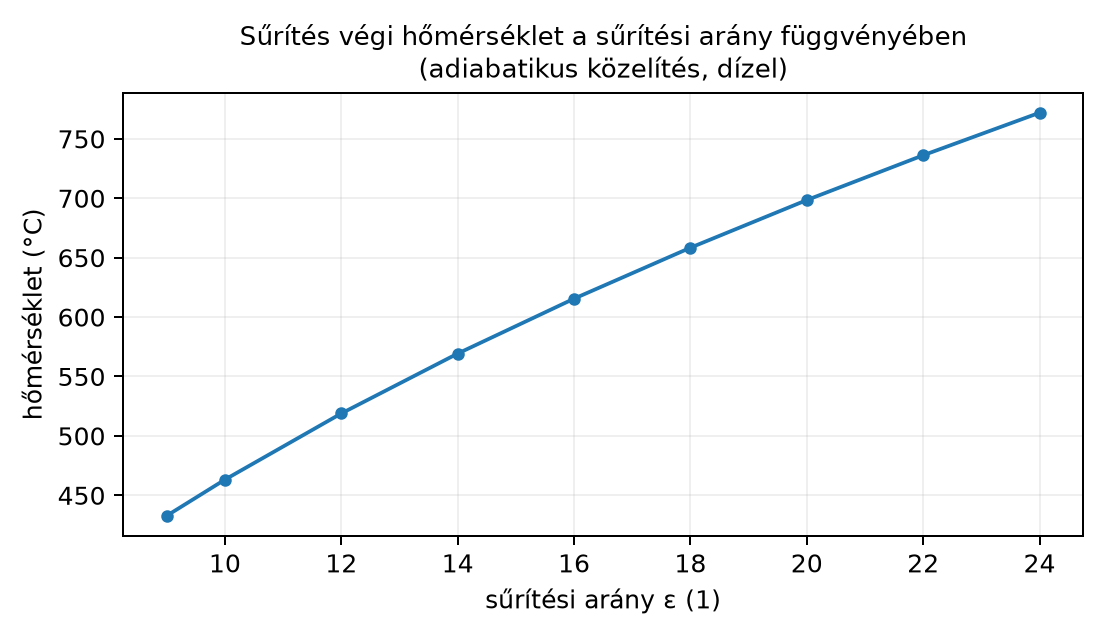 Sűrítés végi hőmérséklet a sűrítési arány függvényében
(adiabatikus közelítés, dízel)
hőmérséklet (°C)
750
700
650
600
550
500
450
10 12 14 16 18 20 22 24
sűrítési arány ε (1)